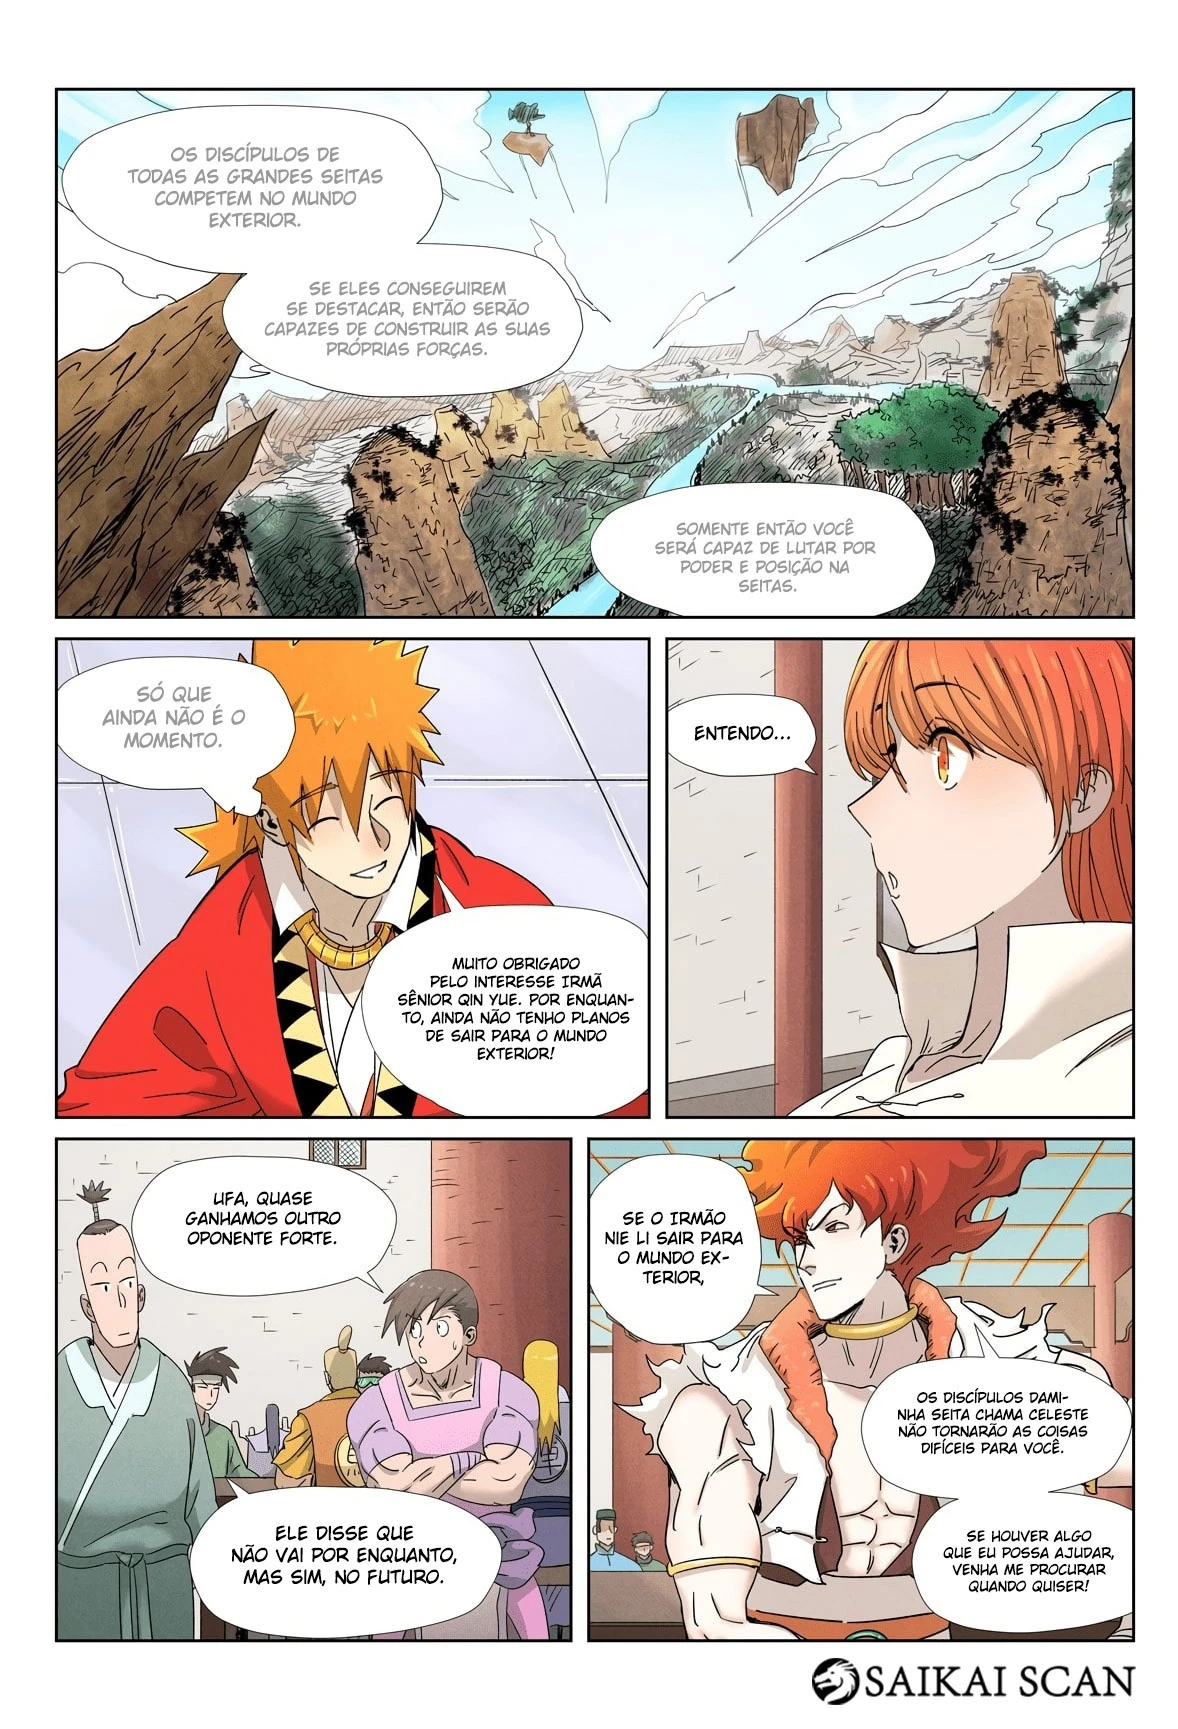 OS DISCÍPULOS DE
TODAS AS GRANDES SEITAS
COMPETEM NO MUNDO
EXTERIOR.
SE ELES CONSEGUIREM
SE DESTACAR, ENTÃO SERÃO
CAPAZES DE CONSTRUIR AS SUAS
PRÓPRIAS FORÇAS.
SOMENTE ENTÃO VOCÊ
SERÁ CAPAZ DE LUTAR POR
PODER E POSIÇÃO NA
SEITAS.
SÓ QUE
AINDA NÃO É O
MOMENTO.
MUITO OBRIGADO
PELO INTERESSE IRMÃ
SÊNIOR QIN YUE. POR ENQUAN-
TO, AINDA NÃO TENHO PLANOS
DE SAIR PARA O MUNDO
EXTERIOR!
ENTENDO...
UFA, QUASE
GANHAMOS OUTRO
OPONENTE FORTE.
ELE DISSE QUE
NÃO VAI POR ENQUANTO,
MAS SIM, NO FUTURO.
SE O IRMÃO
NIE LI SAIR PARA
O MUNDO EX-
TERIOR,
OS DISCÍPULOS DAMI-
NHA SEITA CHAMA CELESTE
NÃO TORNARÃO AS COISAS
DIFÍCEIS PARA VOCÊ.
SE HOUVER ALGO
QUE EU POSSA AJUDAR,
VENHA ME PROCURAR
QUANDO QUISER!
SAIKAI SCAN